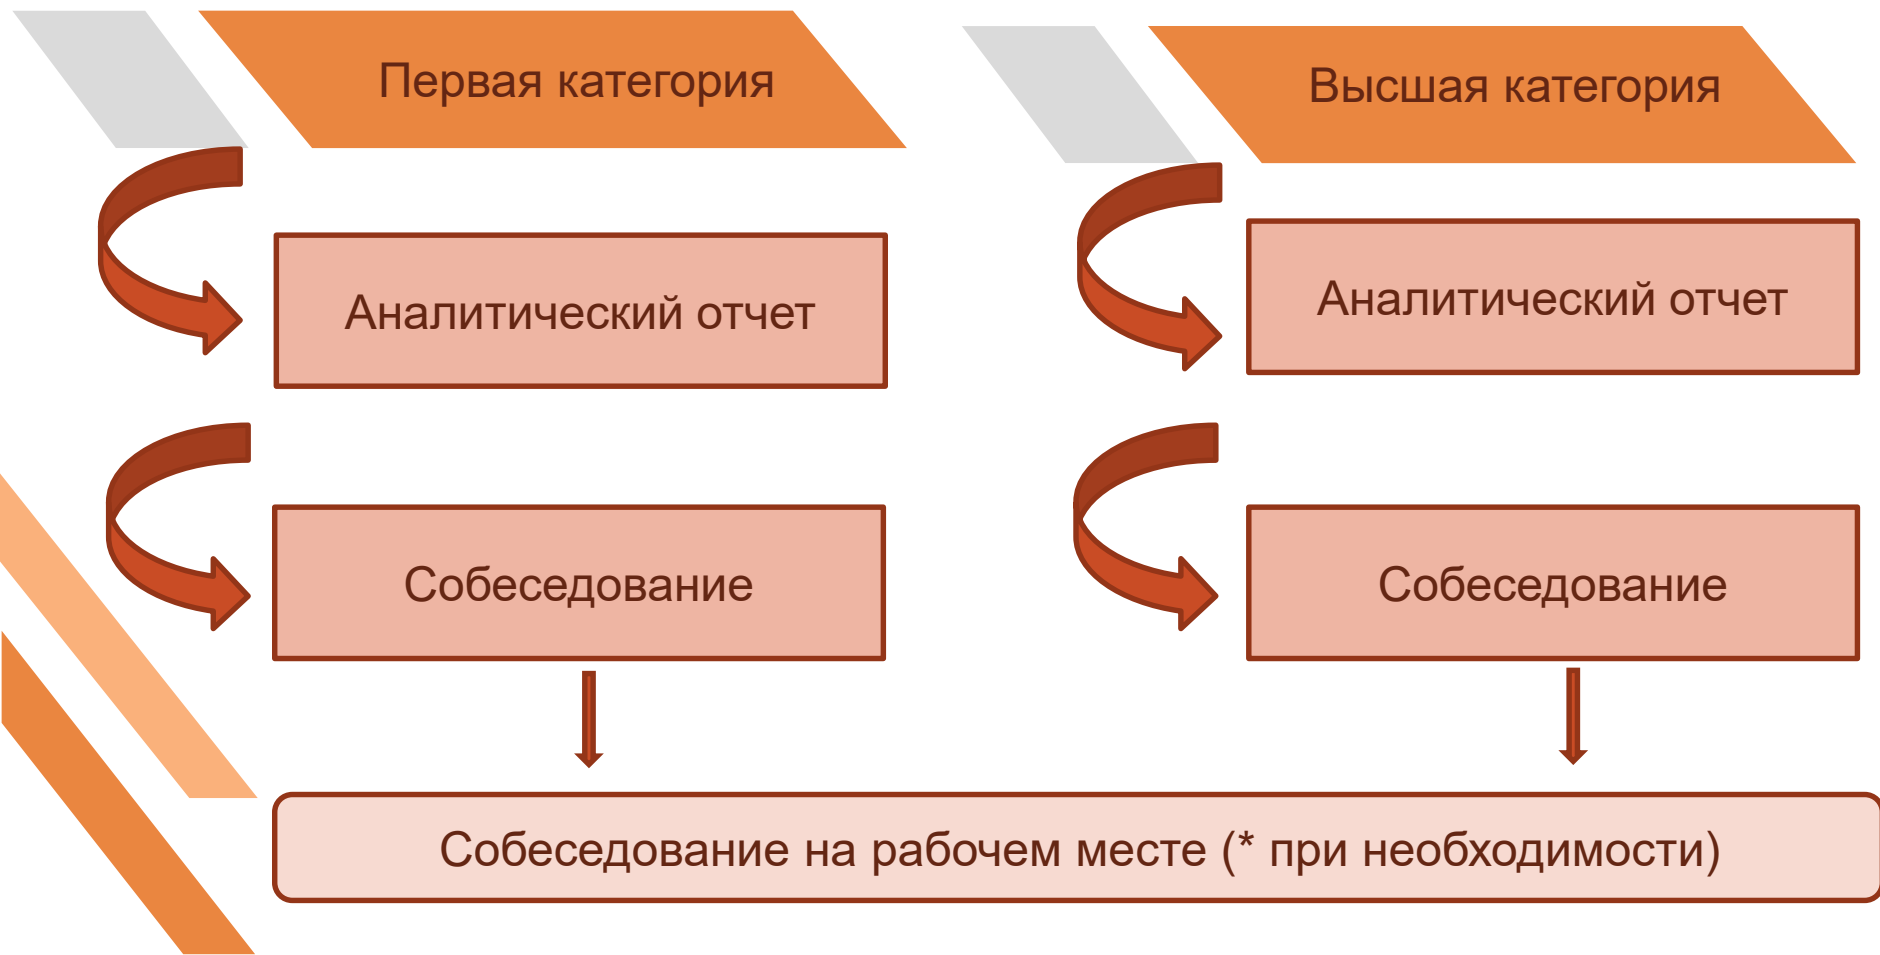 Первая категория
Высшая категория
Аналитический отчет
Аналитический отчет
Собеседование
Собеседование
Собеседование на рабочем месте (* при необходимости)